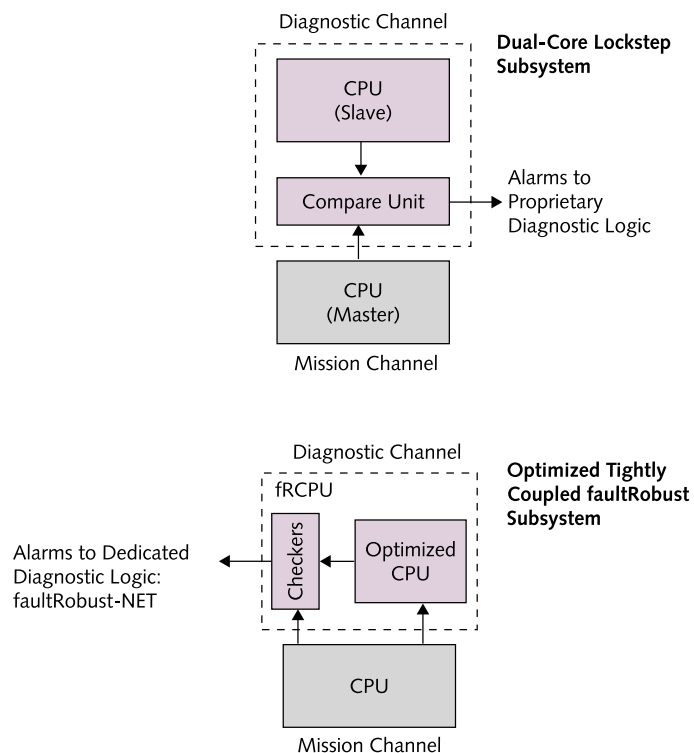 Diagnostic Channel
Dual-Core Lockstep
Subsystem
CPU
(Slave)
Compare Unit
Alarms to
Proprietary
Diagnostic Logic
CPU
(Master)
Mission Channel
Diagnostic Channel
Optimized Tightly
Coupled faultRobust
Subsystem
fRCPU
Checkers
Optimized
CPU
Alarms to Dedicated
Diagnostic Logic:
faultRobust-NET
CPU
Mission Channel